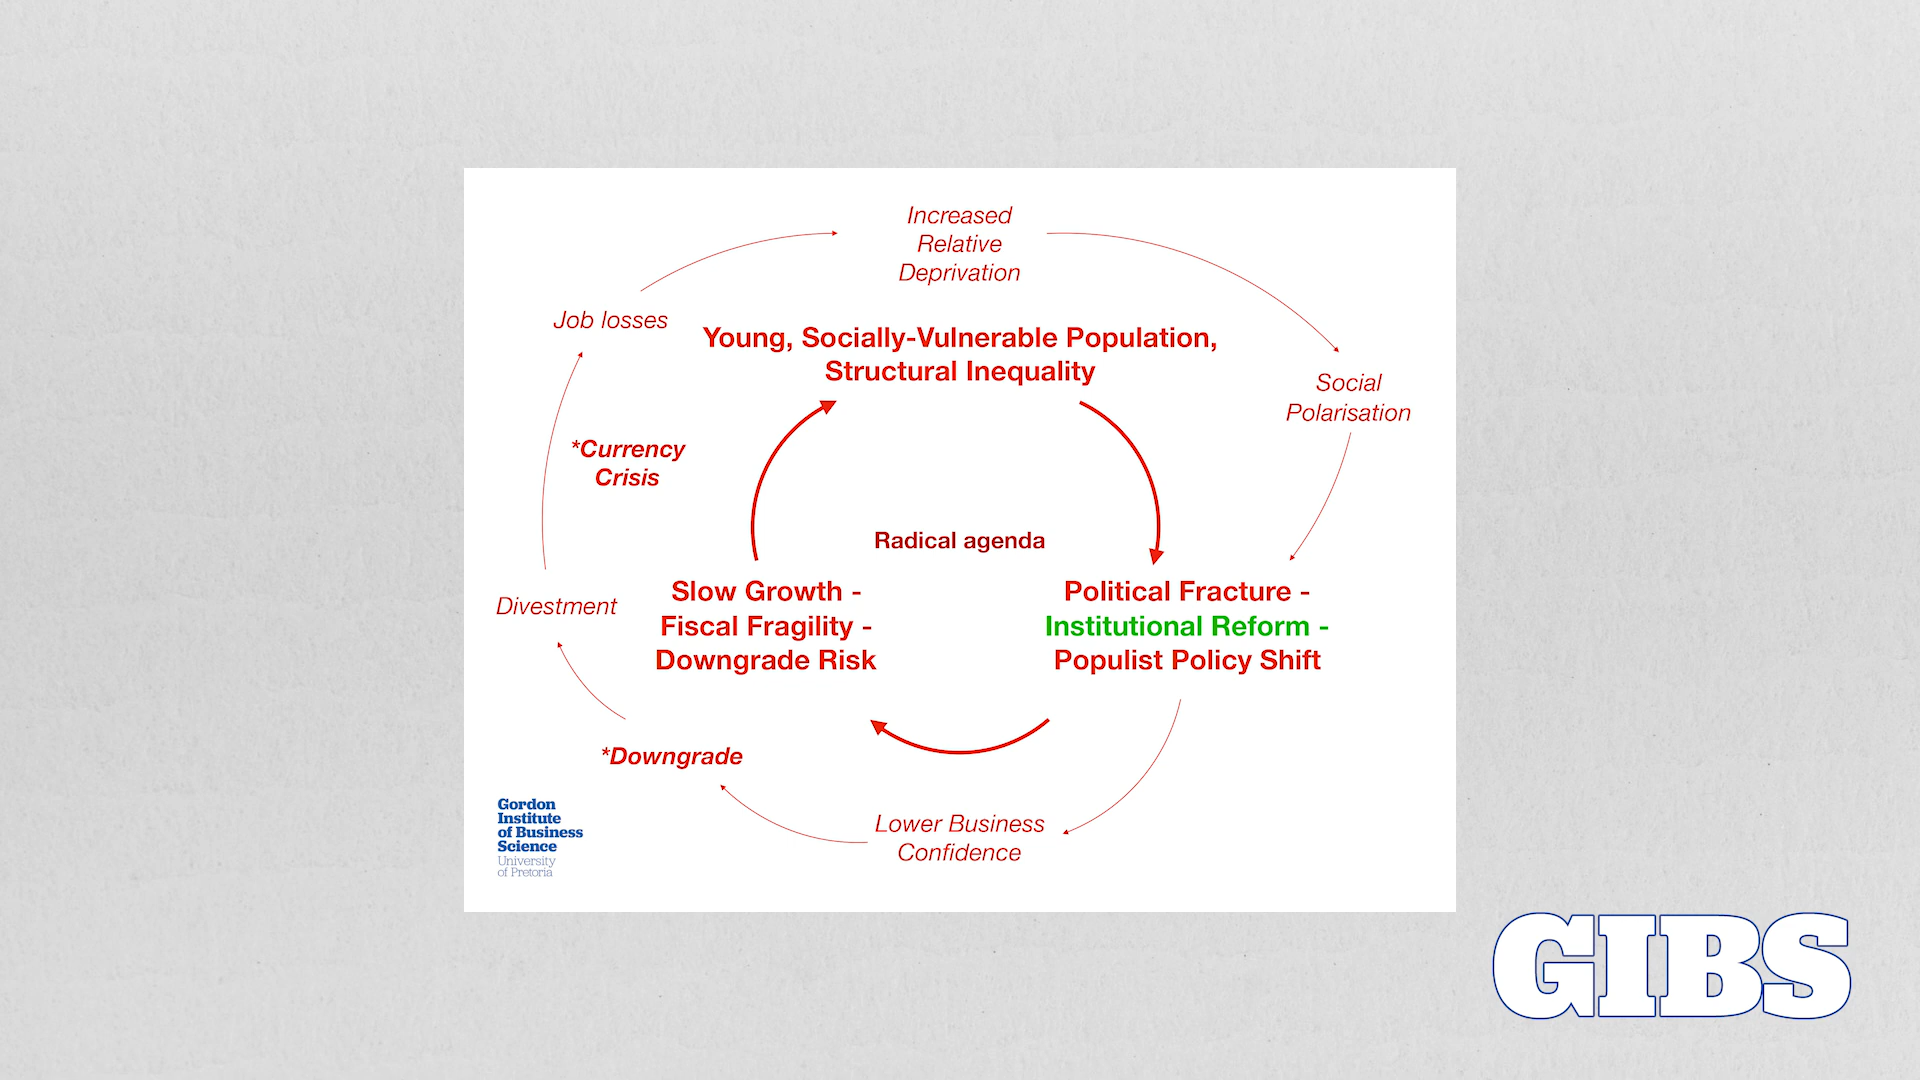 Increased
Relative
Deprivation
Job losses
Young, Socially-Vulnerable Population,
Structural Inequality
Social
Polarisation
*Currency
Crisis
Radical agenda
Divestment
Slow Growth -
Fiscal Fragility -
Downgrade Risk
Political Fracture -
Institutional Reform -
Populist Policy Shift
*Downgrade
Lower Business
Confidence
Gordon
Institute
of Business
Science
University
of Pretoria
GIBS